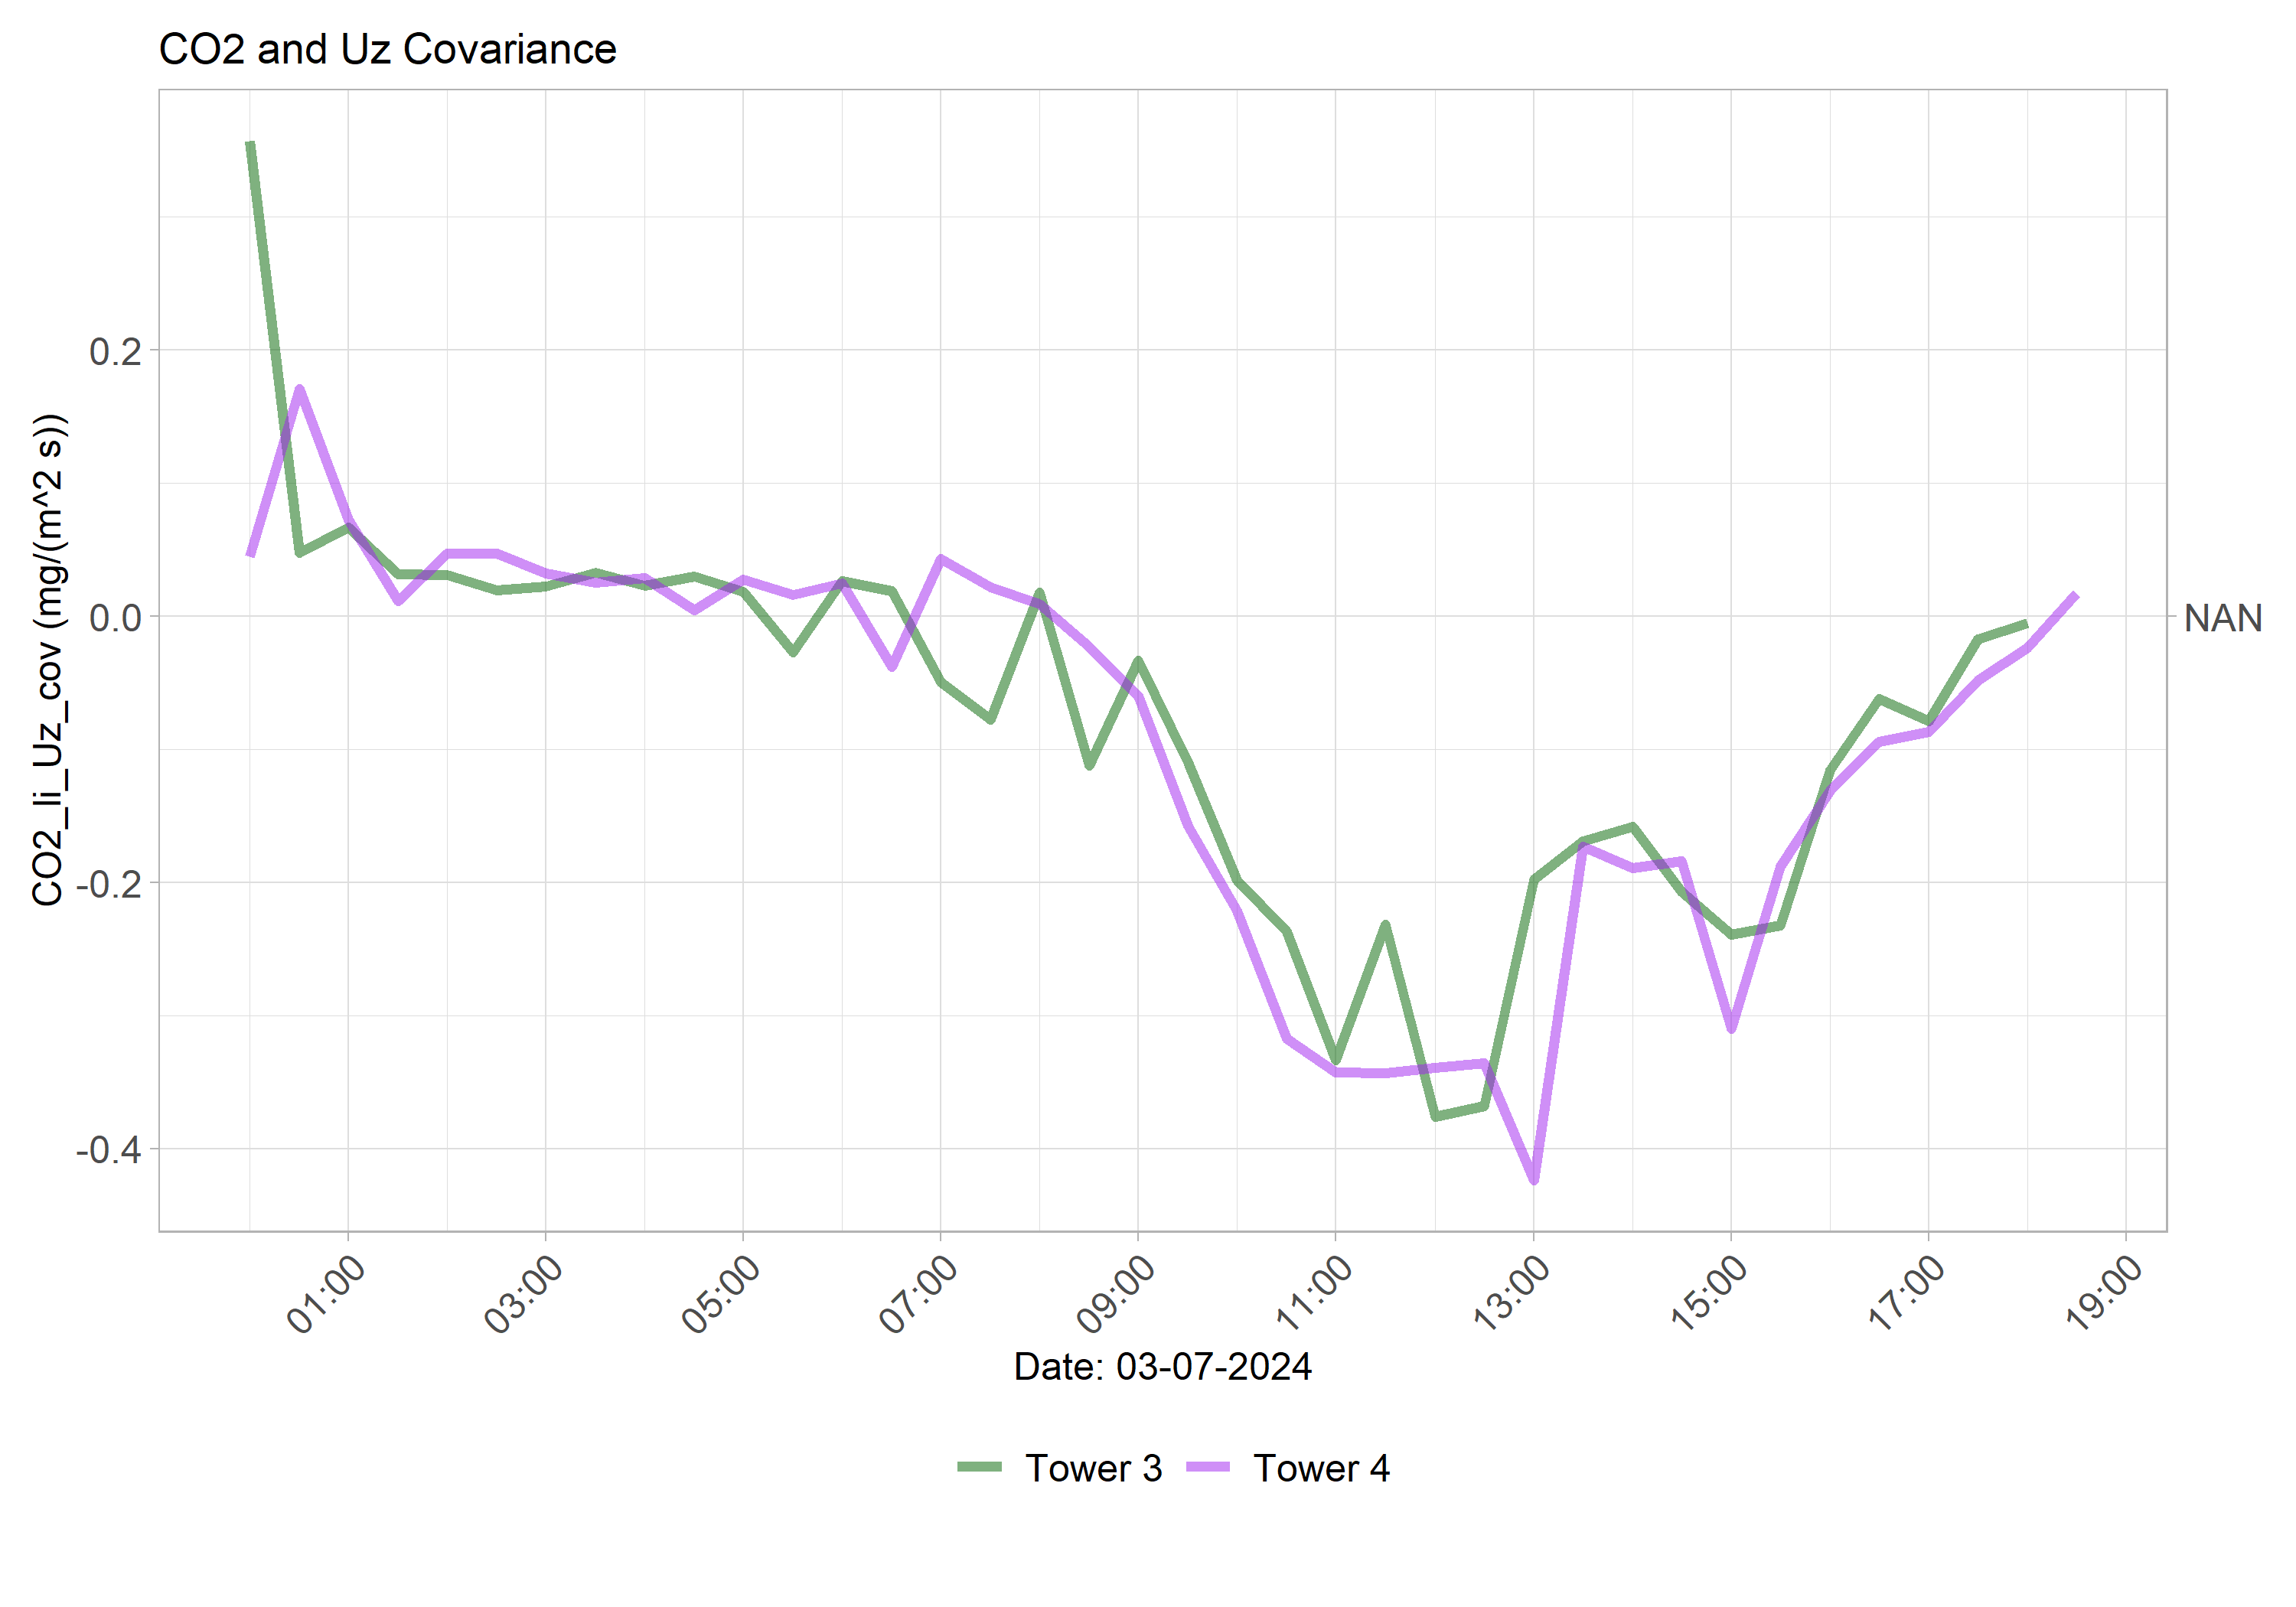 CO2 and Uz Covariance
CO2_li_Uz_cov (mg/(m^2 s))
0.2
0.0
-0.2
-0.4
NAN
01:00
03:00
05:00
07:00
09:00
11:00
13:00
15:00
17:00
19:00
Date: 03-07-2024
Tower 3
Tower 4